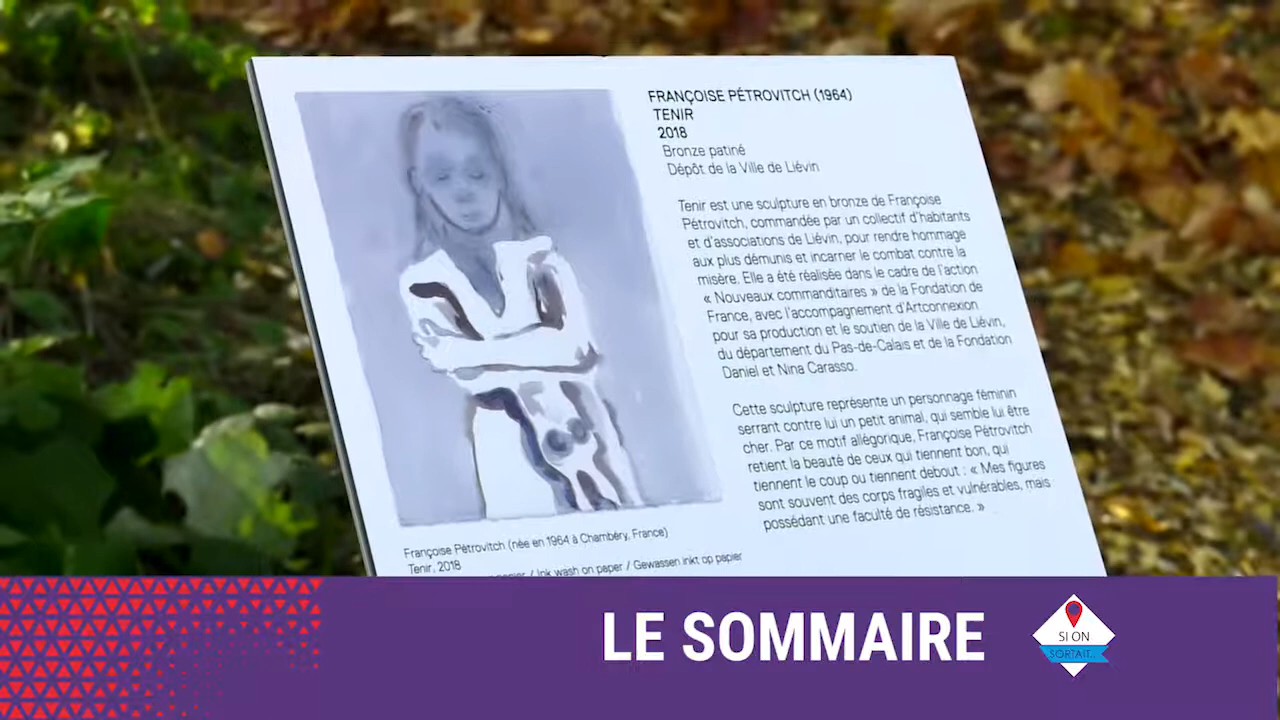 FRANÇOISE PÉTROVITCH (1964)
TENIR
2018
Bronze patiné
Dépôt de la Ville de Liévin
Tenir est une sculpture en bronze de Françoise
Pétrovitch, commandée par un collectif d'habitants
et d'associations de Liévin, pour rendre hommage
aux plus démunis et incarner le combat contre la
misère. Elle a été réalisée dans le cadre de l'action
« Nouveaux commanditaires » de la Fondation de
France, avec l'accompagnement d'Artconnexion
pour sa production et le soutien de la Ville de Liévin,
du département du Pas-de-Calais et de la Fondation
Daniel et Nina Carasso.
Cette sculpture représente un personnage féminin
serrant contre lui un petit animal, qui semble lui être
cher. Par ce motif allégorique, Françoise Pétrovitch
retient la beauté de ceux qui tiennent bon, qui
tiennent le coup ou tiennent debout : « Mes figures
sont souvent des corps fragiles et vulnérables, mais
possédant une faculté de résistance. »
Françoise Pétrovitch (née en 1964 à Chambéry, France)
Tenir, 2018
papier / Ink wash on paper / Gewassen inkt op papier
LE SOMMAIRE
SI ON
SORTAIT...